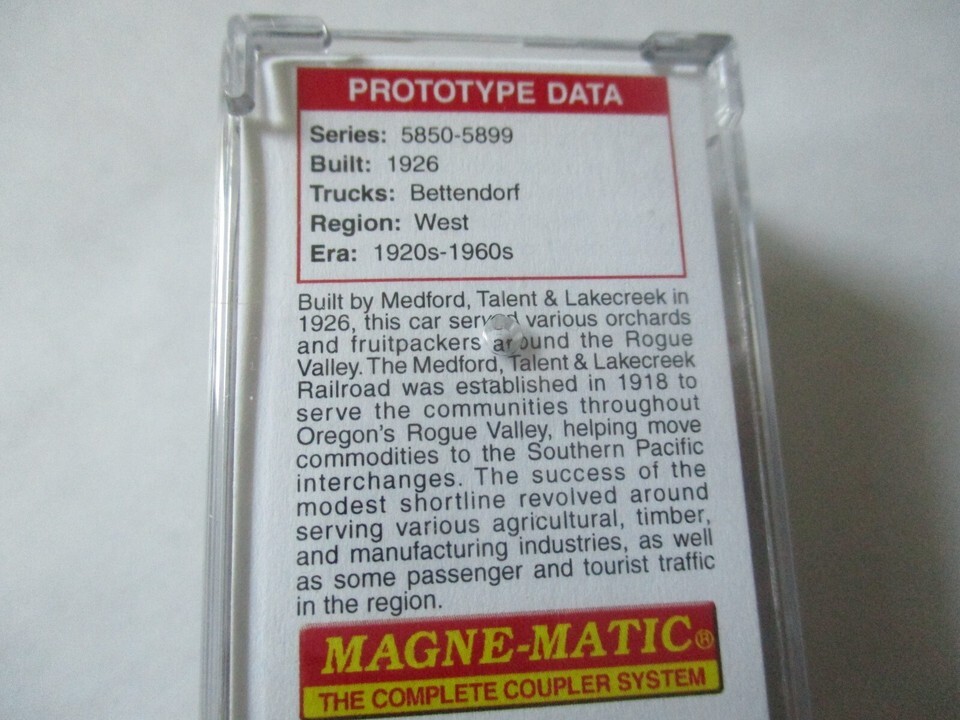 PROTOTYPE DATA
Series: 5850-5899
Built: 1926
Trucks: Bettendorf
Region: West
Era: 1920s-1960s
Built by Medford, Talent & Lakecreek in
1926, this car served various orchards
and fruitpackers around the Rogue
Valley. The Medford, Talent & Lakecreek
Railroad was established in 1918 to
serve the communities throughout
Oregon's Rogue Valley, helping move
commodities to the Southern Pacific
interchanges. The success of the
modest shortline revolved around
serving various agricultural, timber,
and manufacturing industries, as well
as some passenger and tourist traffic
in the region.
MAGNE-MATIC®
THE COMPLETE COUPLER SYSTEM